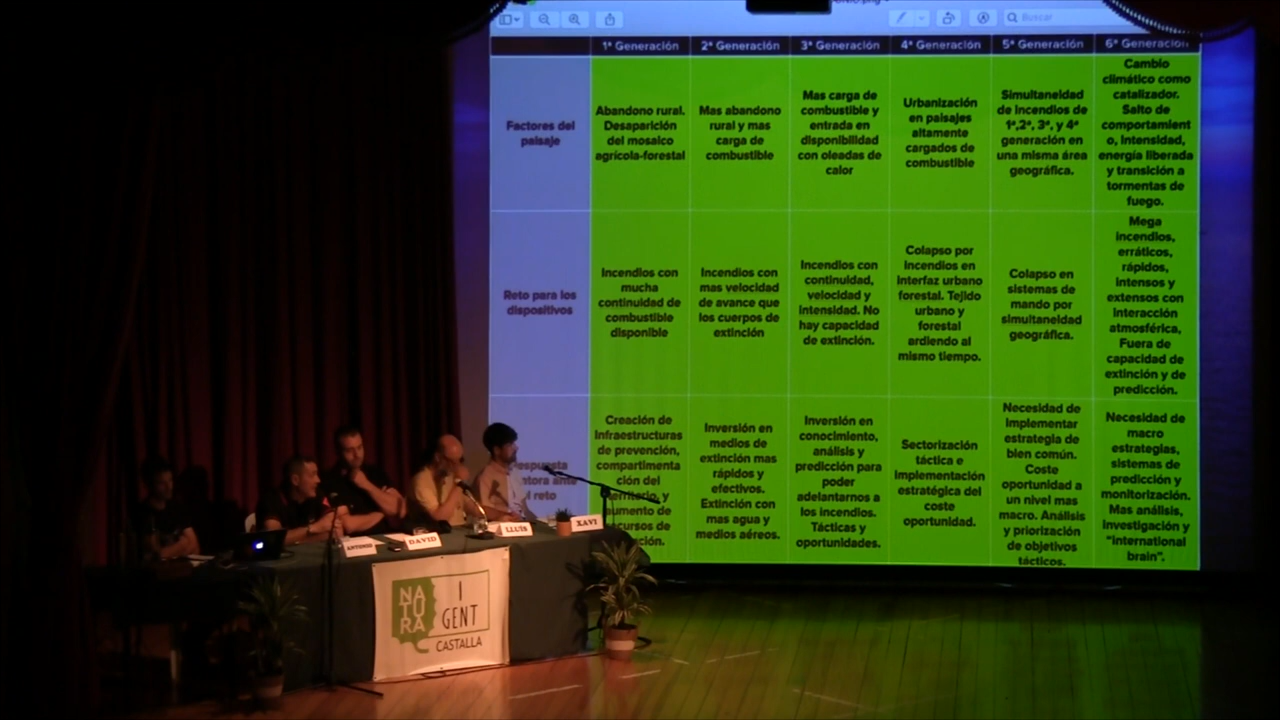 Buscar
1ª Generación
2ª Generación
3ª Generación
4ª Generación
5ª Generación
6ª Generación
Factores del
paisaje
Abandono rural.
Desaparición
del mosaico
agrícola-forestal
Mas abandono
rural y mas
carga de
combustible
Mas carga de
combustible y
entrada en
disponibilidad
con oleadas de
calor
Urbanización
en paisajes
altamente
cargados de
combustible
Simultaneidad
de incendios de
1ª,2ª, 3ª, y 4ª
generación en
una misma área
geográfica.
Cambio
climático como
catalizador.
Salto de
comportamient
o, intensidad,
energía liberada
y transición a
tormentas de
fuego.
Reto para los
dispositivos
Incendios con
mucha
continuidad de
combustible
disponible
Incendios con
mas velocidad
de avance que
los cuerpos de
extinción
Incendios con
continuidad,
velocidad y
intensidad. No
hay capacidad
de extinción.
Colapso por
incendios en
interfaz urbano
forestal. Tejido
urbano y
forestal
ardiendo al
mismo tiempo.
Colapso en
sistemas de
mando por
simultaneidad
geográfica.
Mega
incendios,
erráticos,
rápidos,
intensos y
extensos con
interacción
atmosférica,
Fuera de
capacidad de
extinción y de
predicción.
el reto
Creación de
infraestructuras
de prevención,
compartimenta
ción del
territorio, y
Inversión en
medios de
extinción mas
rápidos y
efectivos.
Extinción con
mas agua y
medios aéreos.
Inversión en
conocimiento,
análisis y
predicción para
poder
adelantarnos a
los incendios.
Tácticas y
oportunidades.
Sectorización
táctica e
implementación
estratégica del
coste
oportunidad.
Necesidad de
implementar
estrategia de
bien común.
Coste
oportunidad a
un nivel mas
macro. Análisis
y priorización
de objetivos
tácticos.
Necesidad de
macro
estrategias,
sistemas de
predicción y
monitorización.
Mas análisis,
investigación y
"international
brain".
ANTONIO
DAVID
LLUÍS
XAVI
NA
TU
RA
I
GENT
CASTALLA